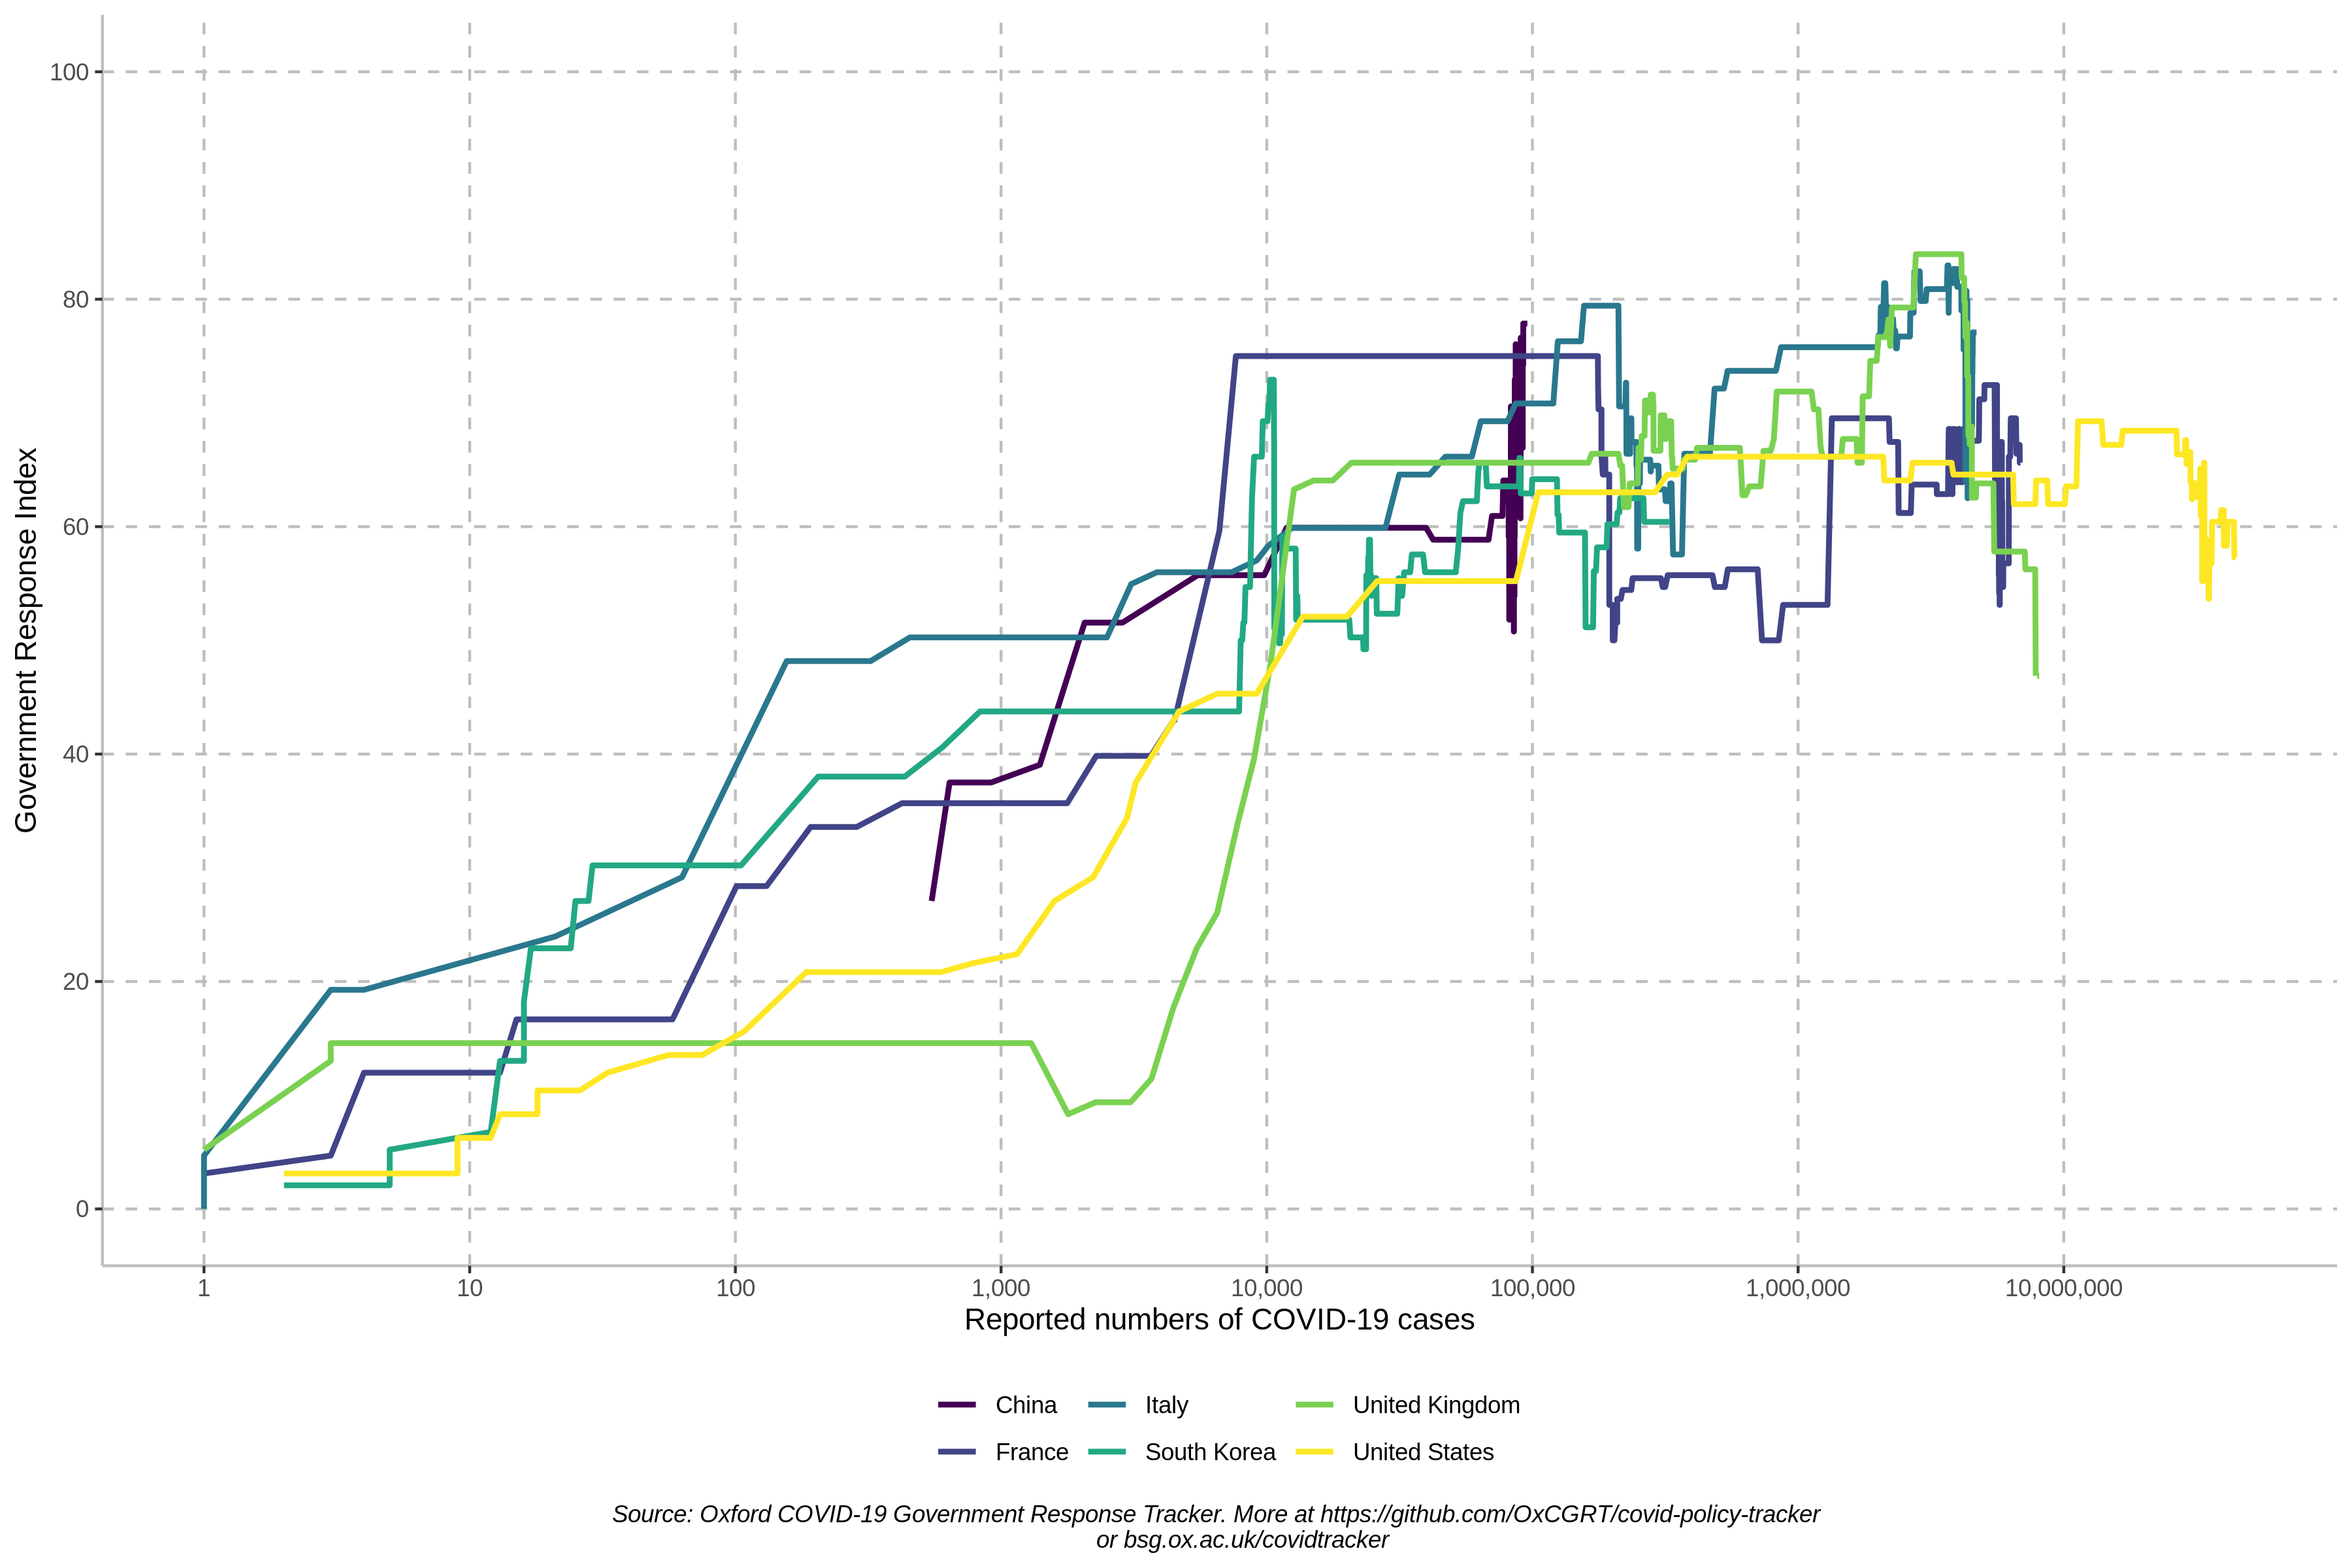 Government Response Index
100
80
60
40
20
0
1 10 100 1,000 10,000 100,000 1,000,000 10,000,000
Reported numbers of COVID-19 cases
China Italy United Kingdom
France South Korea United States
Source: Oxford COVID-19 Government Response Tracker. More at https://github.com/OxCGRT/covid-policy-tracker
or bsg.ox.ac.uk/covidtracker